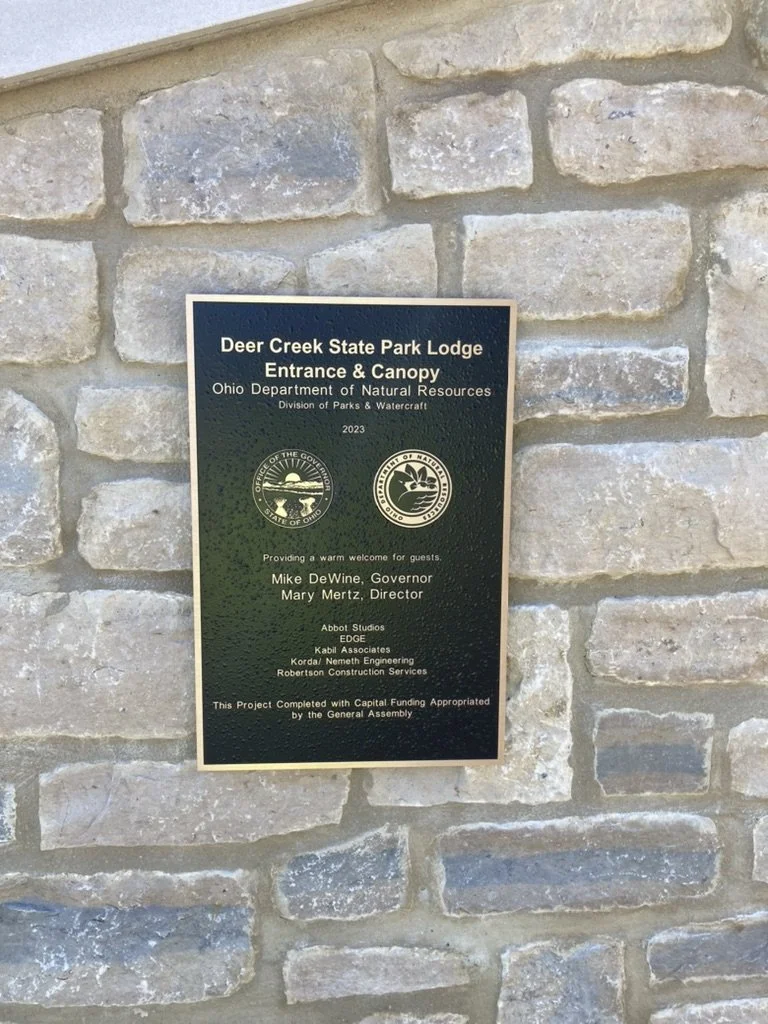 Deer Creek State Park Lodge
Entrance & Canopy
Ohio Department of Natural Resources
Division of Parks & Watercraft
2023
OFFICE OF THE GOVERNOR
STATE OF OHIO
DEPARTMENT OF NATURAL RESOURCES
OHIO
Providing a warm welcome for guests.
Mike DeWine, Governor
Mary Mertz, Director
Abbot Studios
EDGE
Kabil Associates
Korda/ Nemeth Engineering
Robertson Construction Services
This Project Completed with Capital Funding Appropriated
by the General Assembly